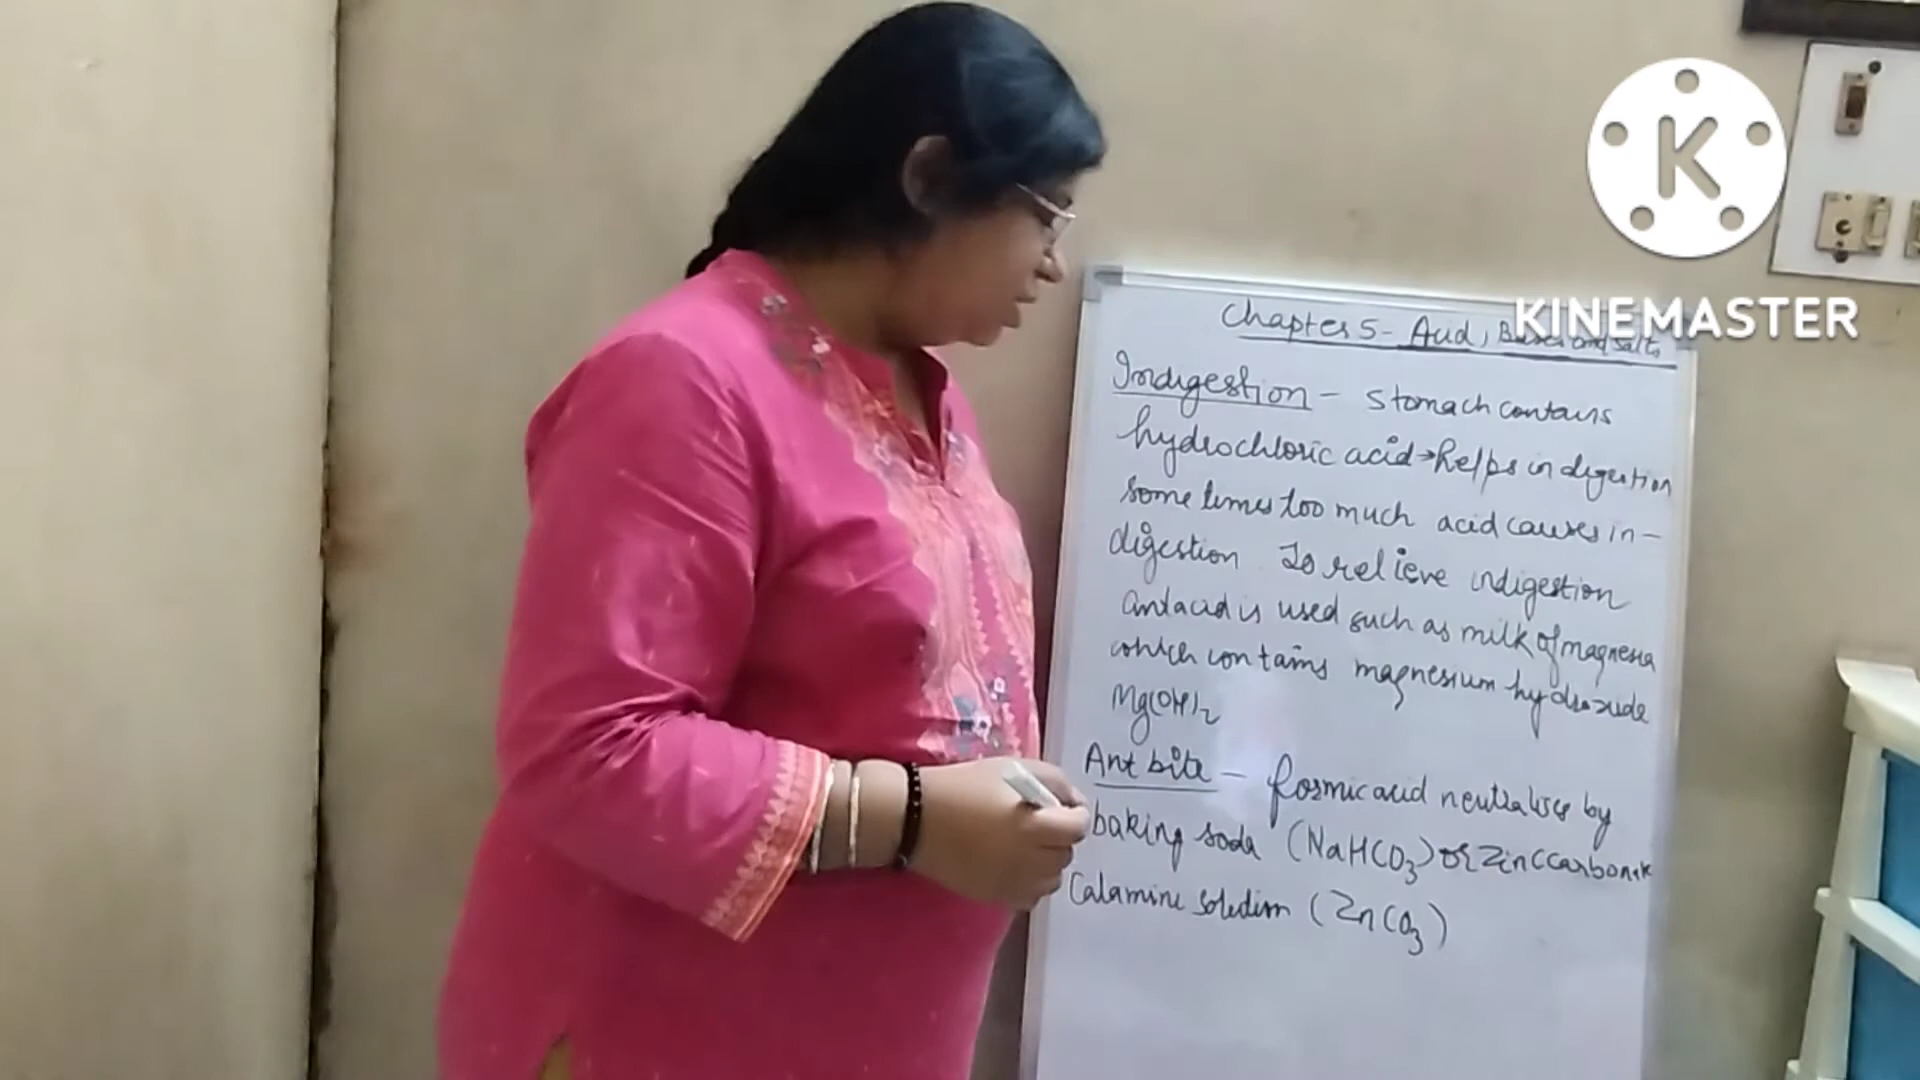 K
KINEMASTER
Chapter 5 - Acid, Bases and Salts
Indigestion - Stomach contains
hydrochloric acid → helps in digestion
some times too much acid causes in-
digestion To relieve indigestion
antacid is used such as milk of magnesia
which contains magnesium hydroxide
Mg(OH)2
Ant bite - formic acid neutralises by
baking soda (NaHCO3) or Zinc carbonate
Calamine solution (ZnCO3)